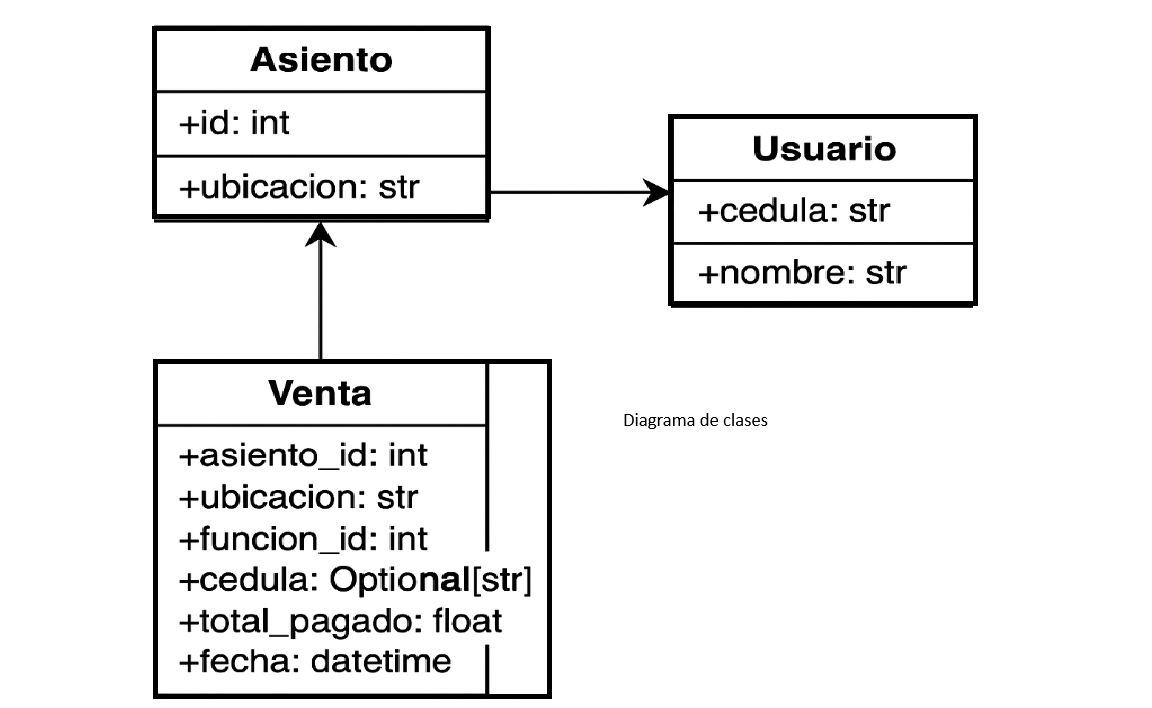 Asiento
+id: int
+ubicacion: str
Usuario
+cedula: str
+nombre: str
Venta
+asiento_id: int
+ubicacion: str
+funcion_id: int
+cedula: Optional[str]
+total_pagado: float
+fecha: datetime
Diagrama de clases